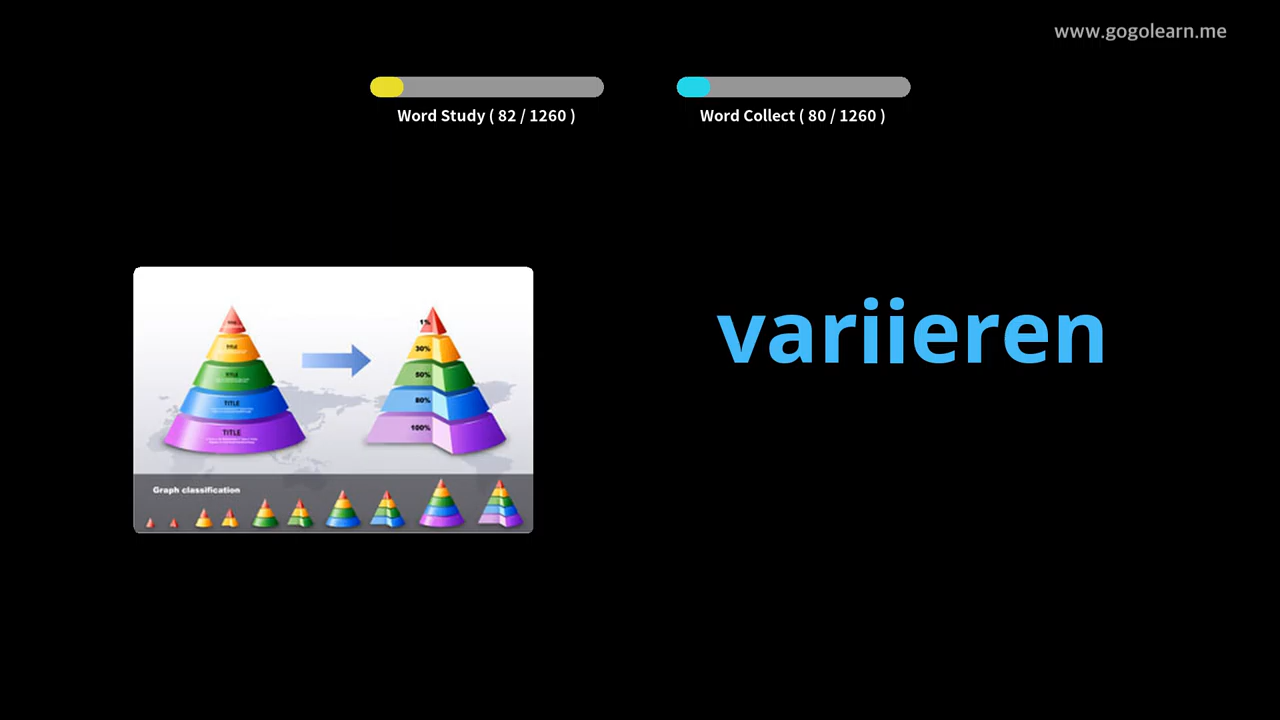 www.gogolearn.me
Word Study ( 82 / 1260 )
Word Collect ( 80 / 1260 )
variieren
1%
TITLE
30%
TITLE
50%
TITLE
80%
TITLE
100%
Graph classification